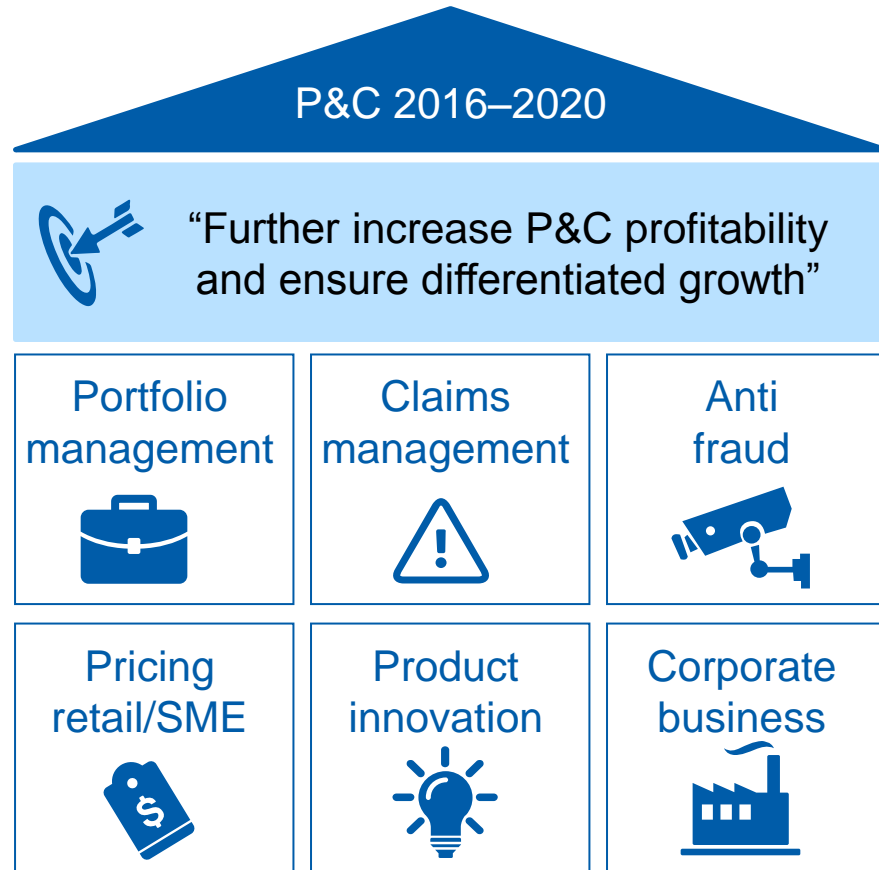 P&C 2016–2020
“Further increase P&C profitability
and ensure differentiated growth”
Portfolio
management
Claims
management
Anti
fraud
Pricing
retail/SME
$
Product
innovation
Corporate
business